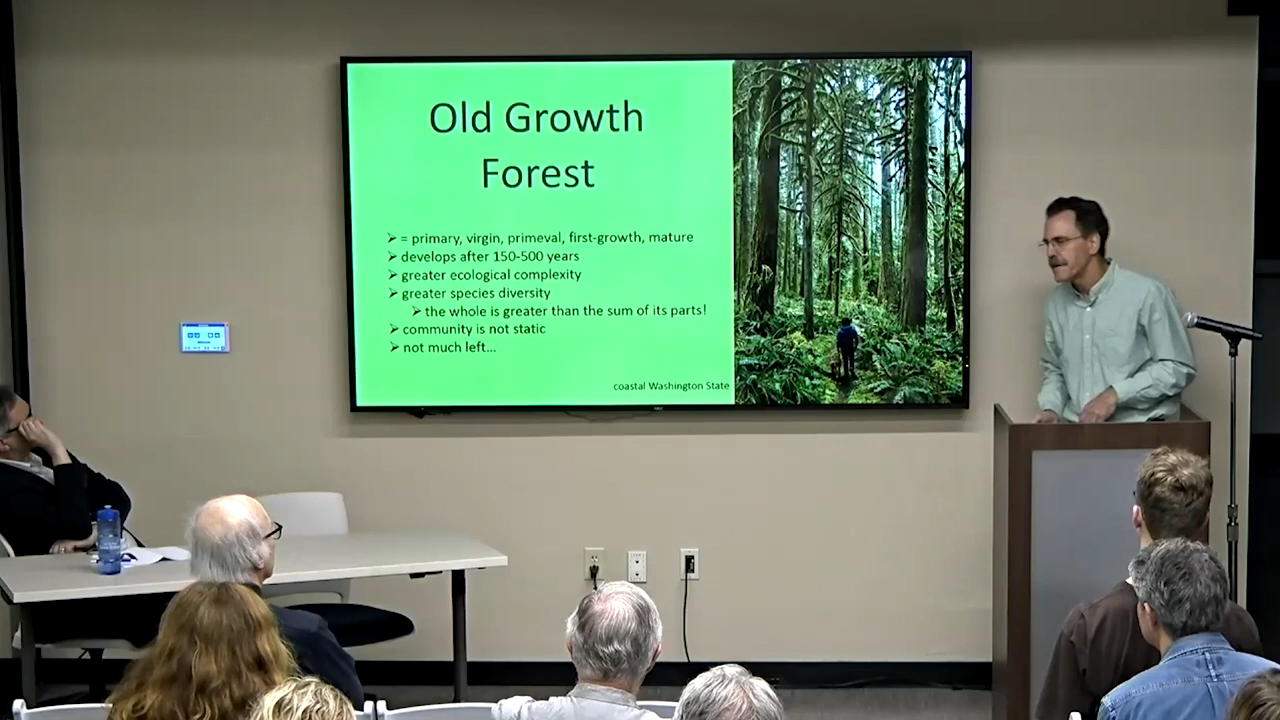 Old Growth
Forest
➢ = primary, virgin, primeval, first-growth, mature
➢ develops after 150-500 years
➢ greater ecological complexity
➢ greater species diversity
➢ the whole is greater than the sum of its parts!
➢ community is not static
➢ not much left...
coastal Washington State